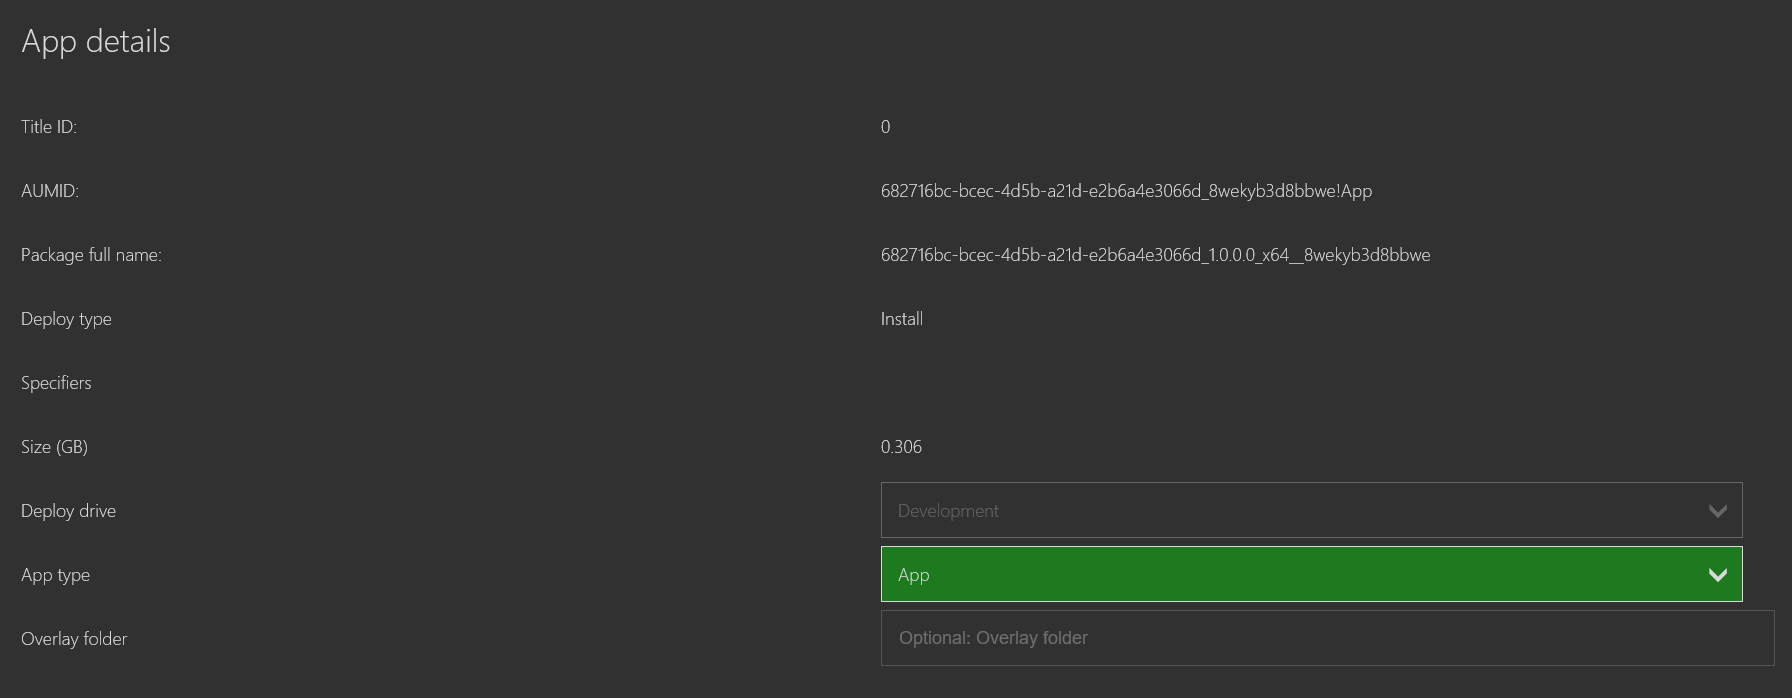 App details
Title ID: 0
AUMID: 682716bc-bcec-4d5b-a21d-e2b6a4e3066d_8wekyb3d8bbwe!App
Package full name: 682716bc-bcec-4d5b-a21d-e2b6a4e3066d_1.0.0.0_x64__8wekyb3d8bbwe
Deploy type Install
Specifiers
Size (GB) 0.306
Deploy drive Development
App type App
Overlay folder Optional: Overlay folder